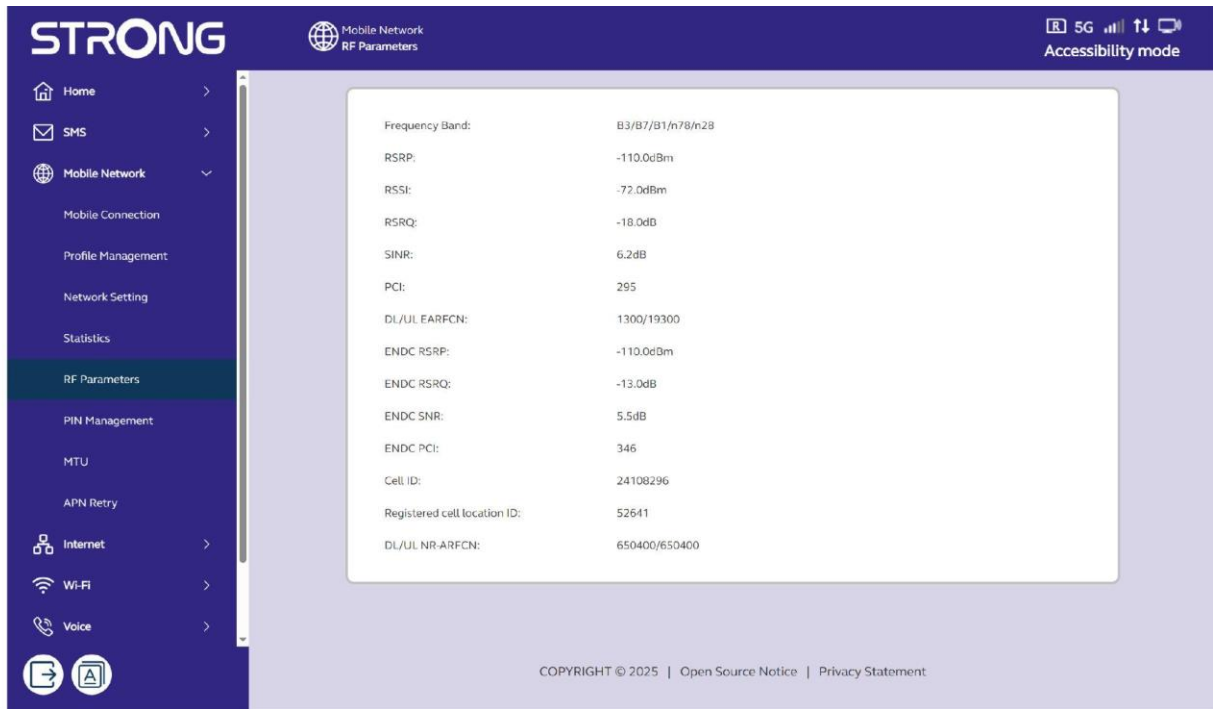 STRONG
Mobile Network
RF Parameters
R 5G
Accessibility mode
Home
SMS
Mobile Network
Mobile Connection
Profile Management
Network Setting
Statistics
RF Parameters
PIN Management
MTU
APN Retry
Internet
Wi-Fi
Voice
A
Frequency Band: B3/B7/B1/n78/n28
RSRP: -110.0dBm
RSSI: -72.0dBm
RSRQ: -18.0dB
SINR: 6.2dB
PCI: 295
DL/UL EARFCN: 1300/19300
ENDC RSRP: -110.0dBm
ENDC RSRQ: -13.0dB
ENDC SNR: 5.5dB
ENDC PCI: 346
Cell ID: 24108296
Registered cell location ID: 52641
DL/UL NR-ARFCN: 650400/650400
COPYRIGHT © 2025 | Open Source Notice | Privacy Statement